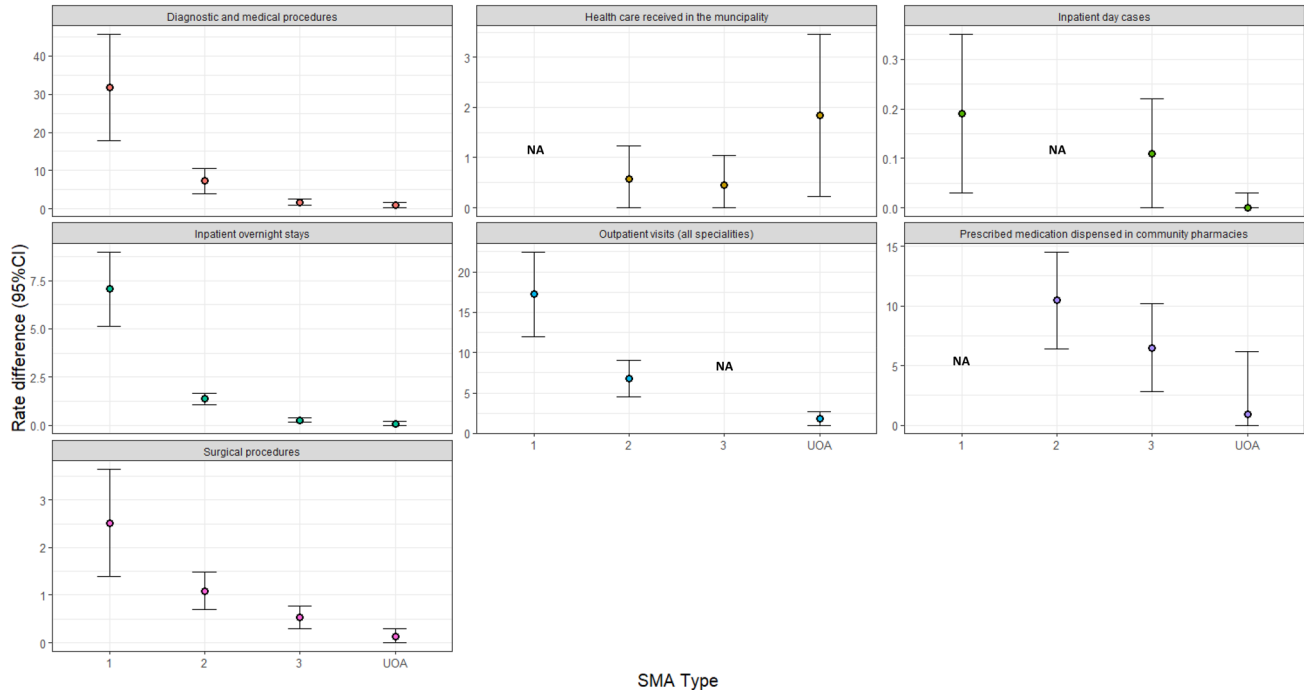 Diagnostic and medical procedures
Health care received in the muncipality
Inpatient day cases
40
30
20
10
0
3
2
1
0
NA
0.3
0.2
0.1
0.0
NA
Inpatient overnight stays
Outpatient visits (all specialities)
Prescribed medication dispensed in community pharmacies
Rate difference (95%CI)
7.5
5.0
2.5
0.0
20
15
10
5
0
NA
1 2 3 UOA
15
10
5
0
NA
1 2 3 UOA
Surgical procedures
3
2
1
0
1 2 3 UOA
SMA Type